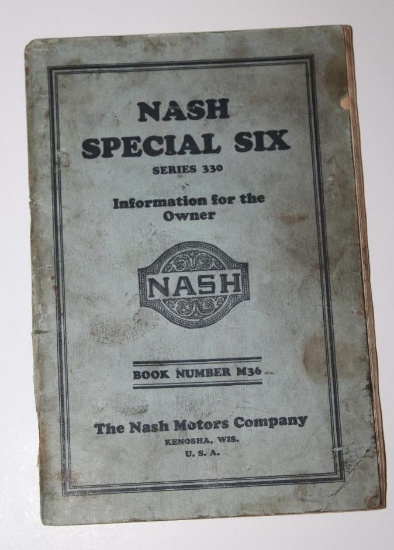 NASH
SPECIAL SIX
SERIES 330
Information for the
Owner
NASH
BOOK NUMBER M36
The Nash Motors Company
KENOSHA, WIS.
U. S. A.